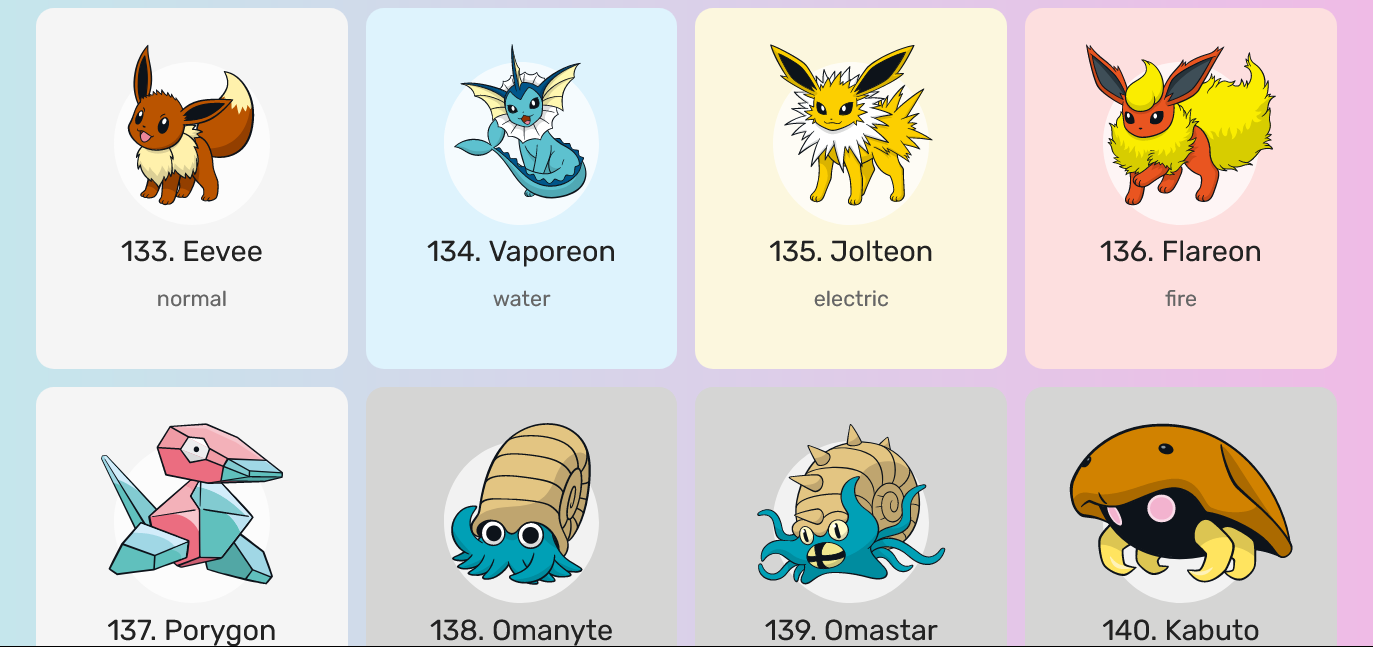 133. Eevee
normal
134. Vaporeon
water
135. Jolteon
electric
136. Flareon
fire
137. Porygon
138. Omanyte
139. Omastar
140. Kabuto